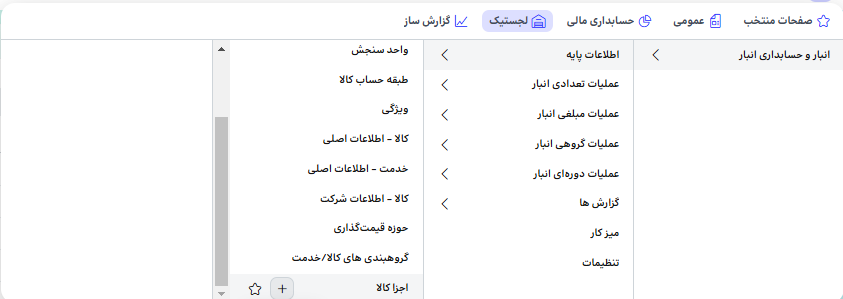 صفحات منتخب
عمومی
حسابداری مالی
لجستیک
گزارش ساز
انبار و حسابداری انبار
اطلاعات پایه
عملیات تعدادی انبار
عملیات مبلغی انبار
عملیات گروهی انبار
عملیات دوره‌ای انبار
گزارش ها
میز کار
تنظیمات
واحد سنجش
طبقه حساب کالا
ویژگی
کالا - اطلاعات اصلی
خدمت - اطلاعات اصلی
کالا - اطلاعات شرکت
حوزه قیمت‌گذاری
گروهبندی های کالا/خدمت
اجزا کالا